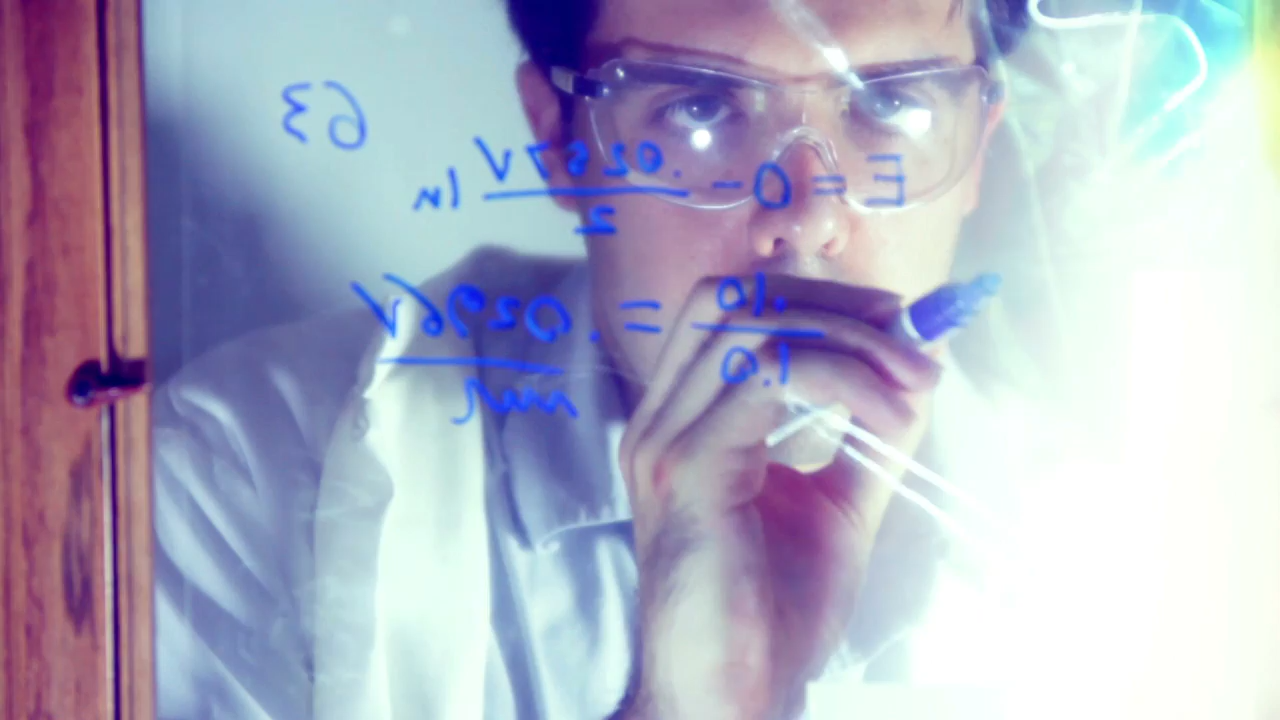 63
E = 0 - .0257V/2 ln
.10/1.0 = .0296V